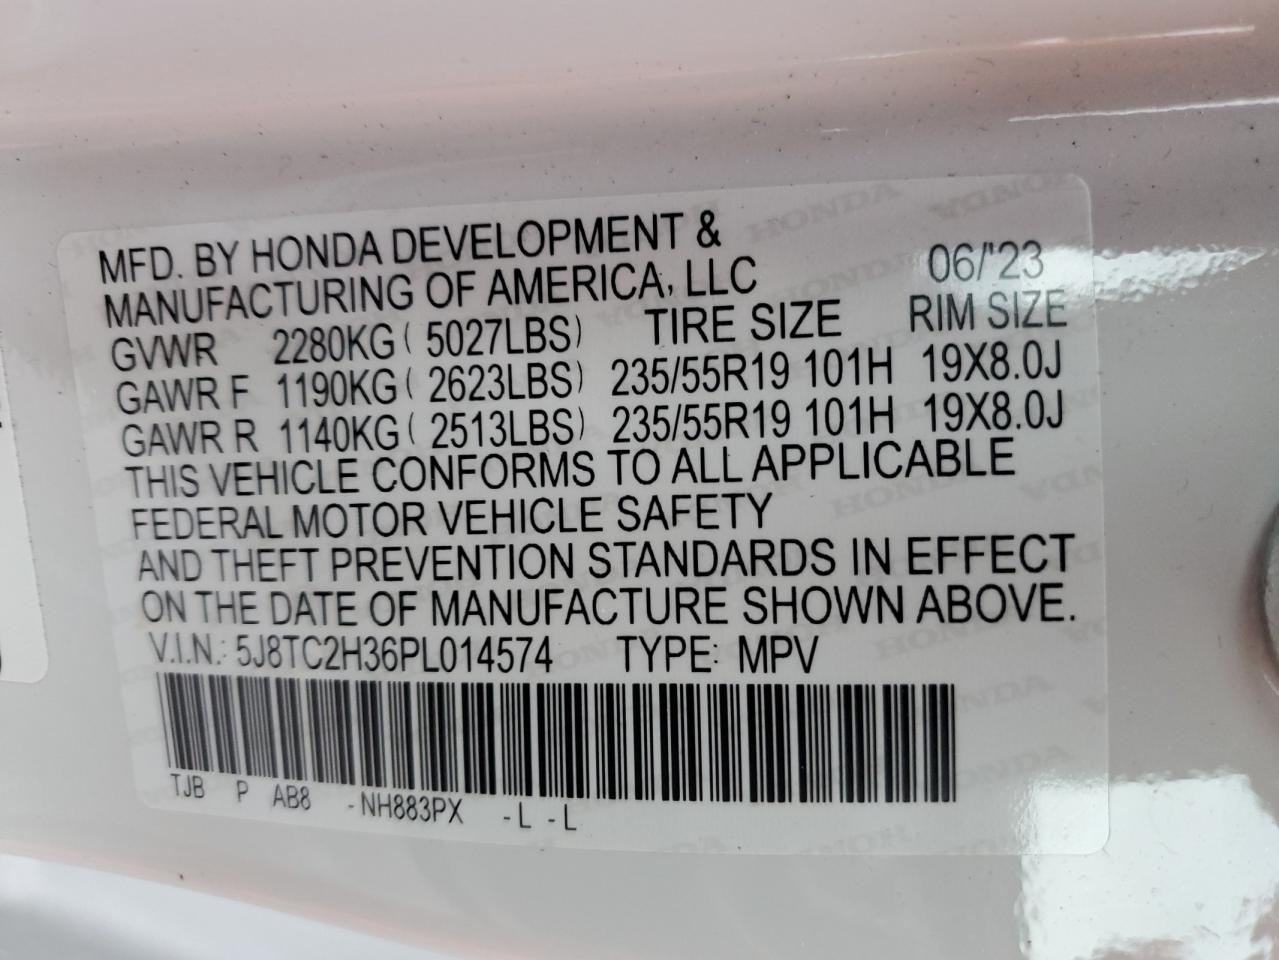 MFD. BY HONDA DEVELOPMENT &
MANUFACTURING OF AMERICA, LLC 06/'23
GVWR 2280KG ( 5027LBS) TIRE SIZE RIM SIZE
GAWR F 1190KG ( 2623LBS) 235/55R19 101H 19X8.0J
GAWR R 1140KG ( 2513LBS) 235/55R19 101H 19X8.0J
THIS VEHICLE CONFORMS TO ALL APPLICABLE
FEDERAL MOTOR VEHICLE SAFETY
AND THEFT PREVENTION STANDARDS IN EFFECT
ON THE DATE OF MANUFACTURE SHOWN ABOVE.
V.I.N.: 5J8TC2H36PL014574 TYPE: MPV
TJB P AB8 -NH883PX -L -L